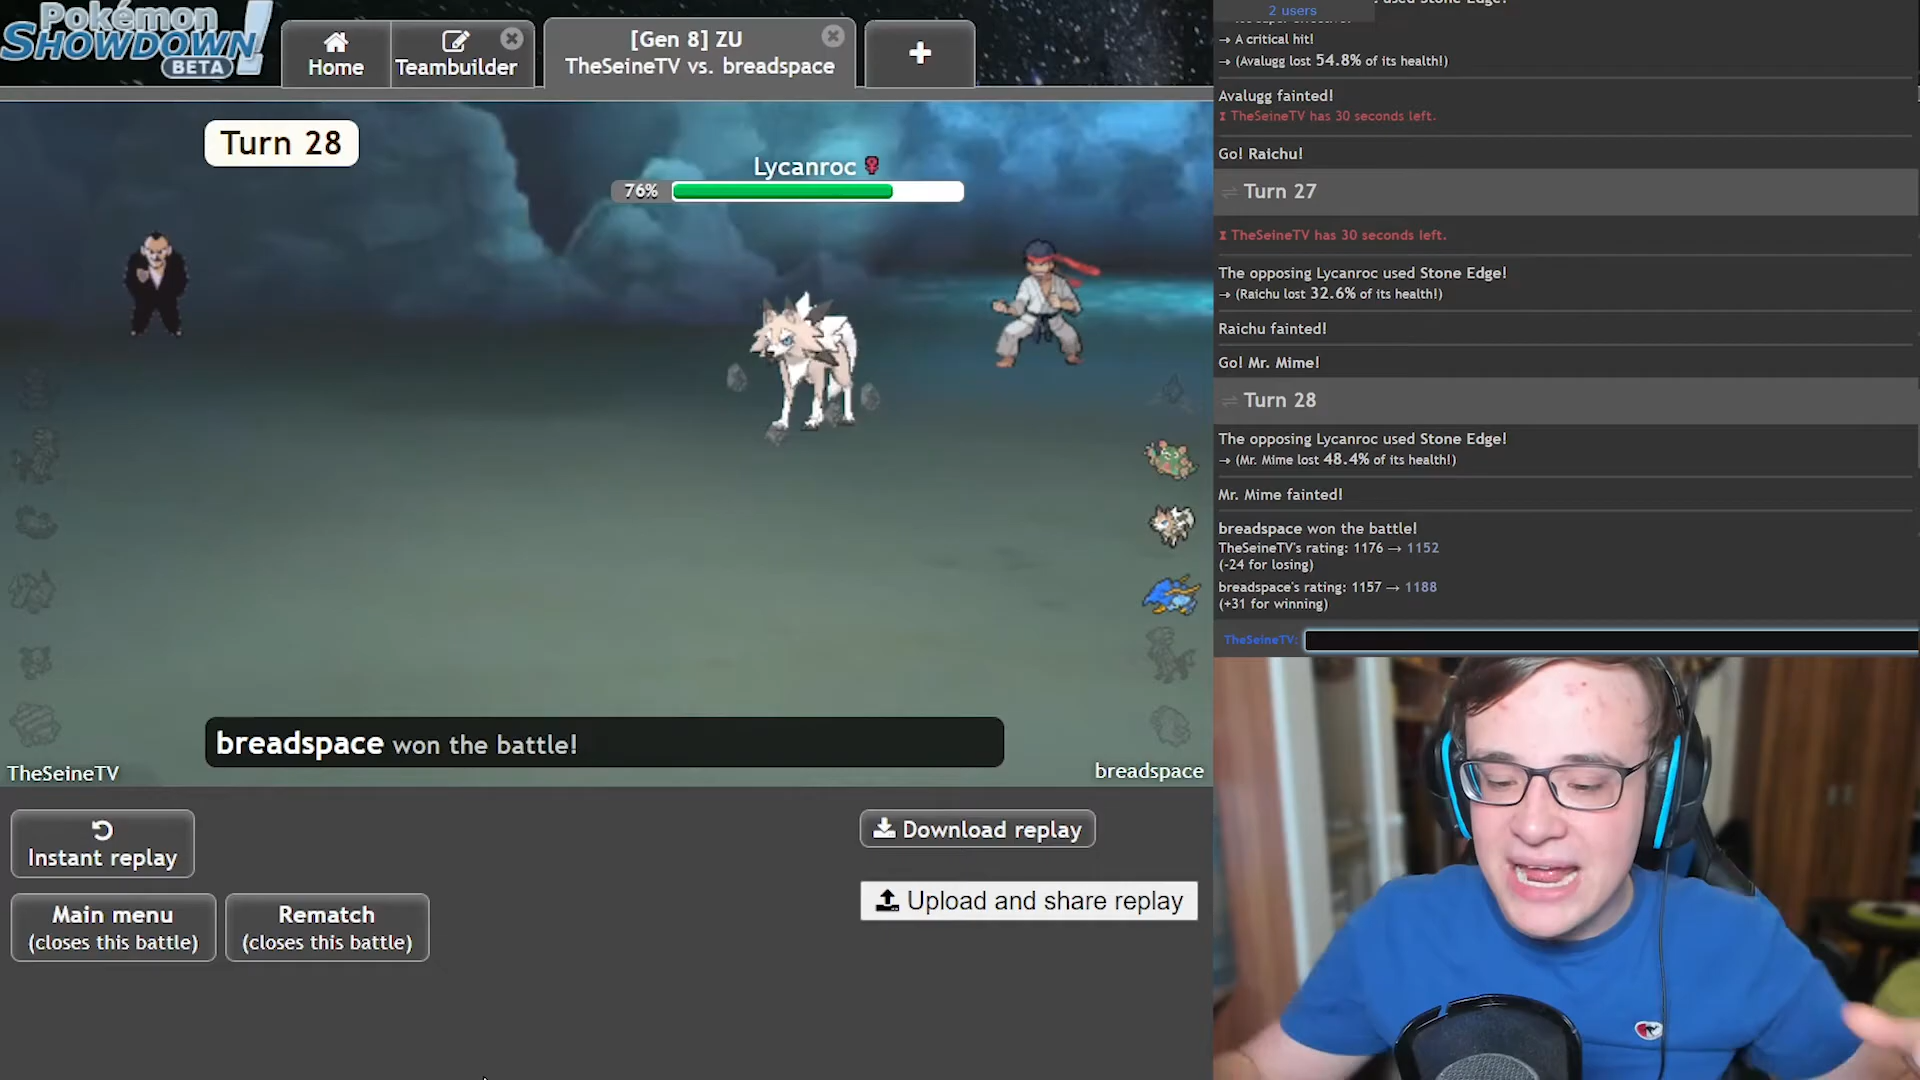 Pokémon
SHOWDOWN!
BETA
Home
Teambuilder
[Gen 8] ZU
TheSeineTV vs. breadspace
Turn 28
Lycanroc
76%
breadspace won the battle!
TheSeineTV
breadspace
Instant replay
Download replay
Upload and share replay
Main menu
(closes this battle)
Rematch
(closes this battle)
2 users
used Stone Edge!
→ A critical hit!
→ (Avalugg lost 54.8% of its health!)
Avalugg fainted!
TheSeineTV has 30 seconds left.
Go! Raichu!
Turn 27
TheSeineTV has 30 seconds left.
The opposing Lycanroc used Stone Edge!
→ (Raichu lost 32.6% of its health!)
Raichu fainted!
Go! Mr. Mime!
Turn 28
The opposing Lycanroc used Stone Edge!
→ (Mr. Mime lost 48.4% of its health!)
Mr. Mime fainted!
breadspace won the battle!
TheSeineTV's rating: 1176 → 1152
(-24 for losing)
breadspace's rating: 1157 → 1188
(+31 for winning)
TheSeineTV: